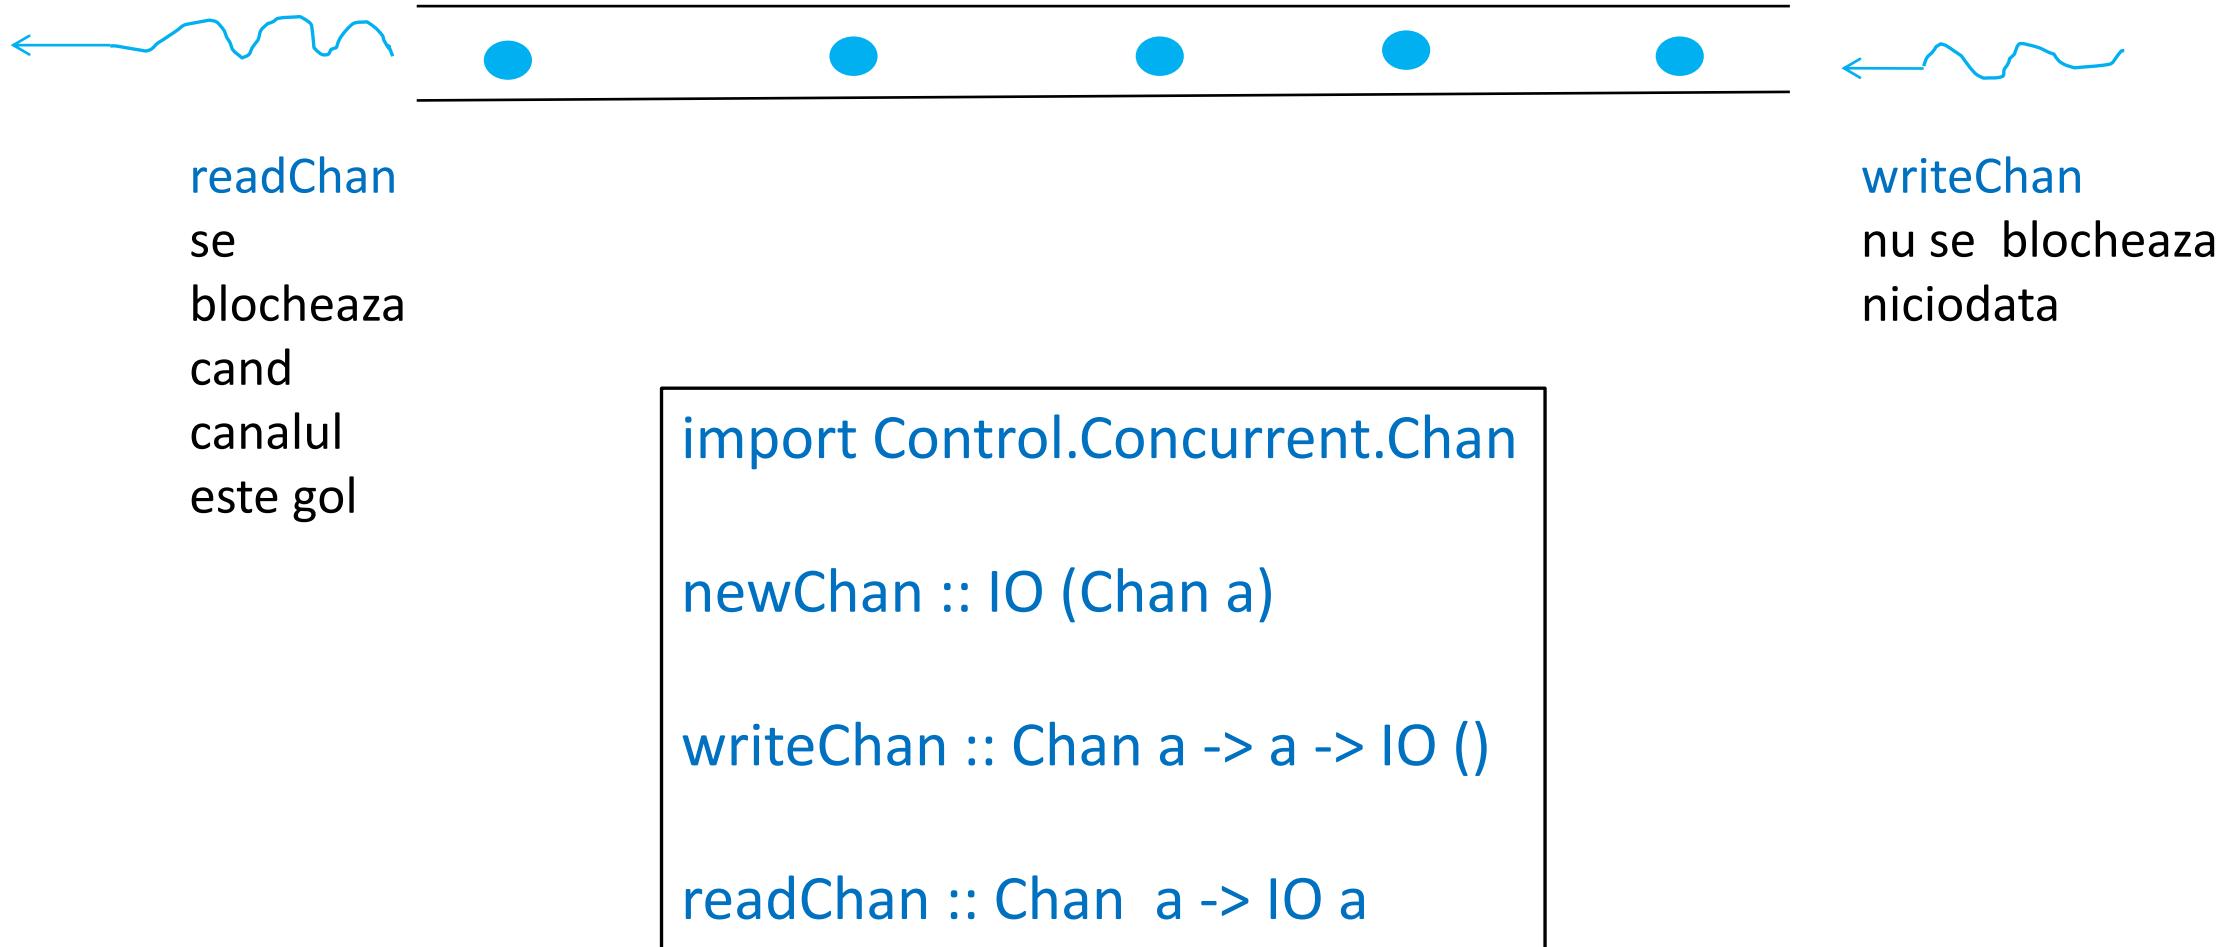 readChan
se
blocheaza
cand
canalul
este gol
writeChan
nu se blocheaza
niciodata
import Control.Concurrent.Chan
newChan :: IO (Chan a)
writeChan :: Chan a -> a -> IO ()
readChan :: Chan a -> IO a